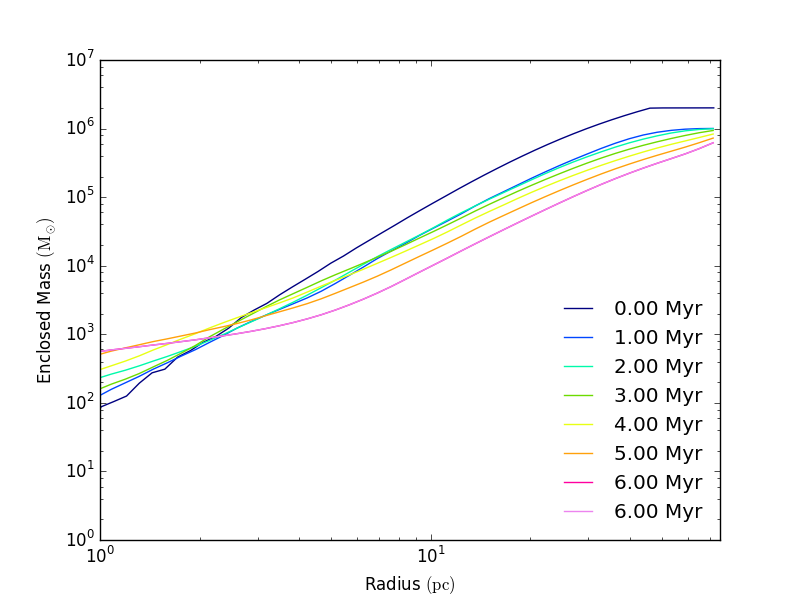 10^7
10^6
10^5
10^4
10^3
10^2
10^1
10^0
Enclosed Mass (M_⊙)
0.00 Myr
1.00 Myr
2.00 Myr
3.00 Myr
4.00 Myr
5.00 Myr
6.00 Myr
6.00 Myr
10^0 10^1
Radius (pc)